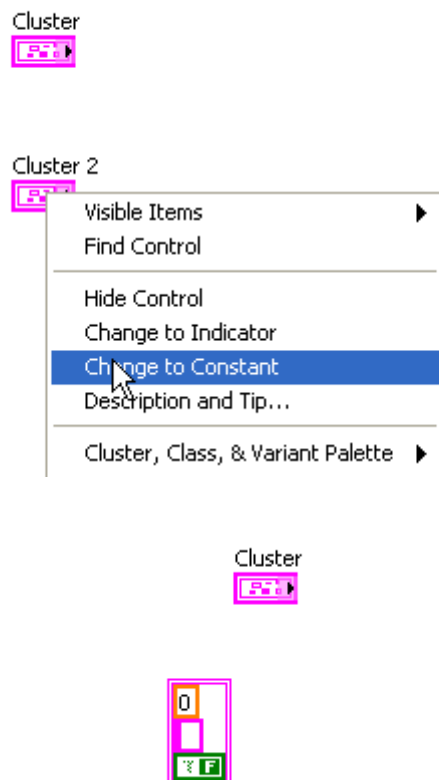 Cluster
Cluster 2
Visible Items
Find Control
Hide Control
Change to Indicator
Change to Constant
Description and Tip...
Cluster, Class, & Variant Palette
Cluster
0
F